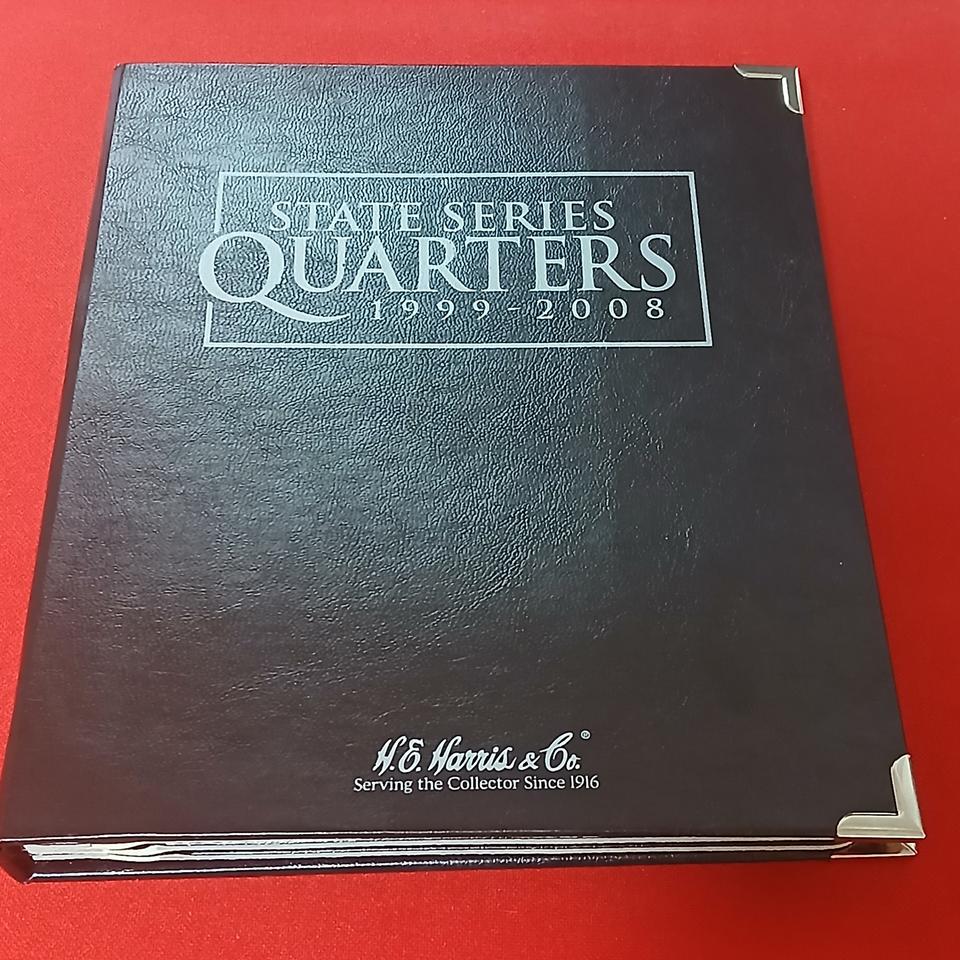 STATE SERIES
QUARTERS
1999-2008
H.E. Harris & Co.®
Serving the Collector Since 1916